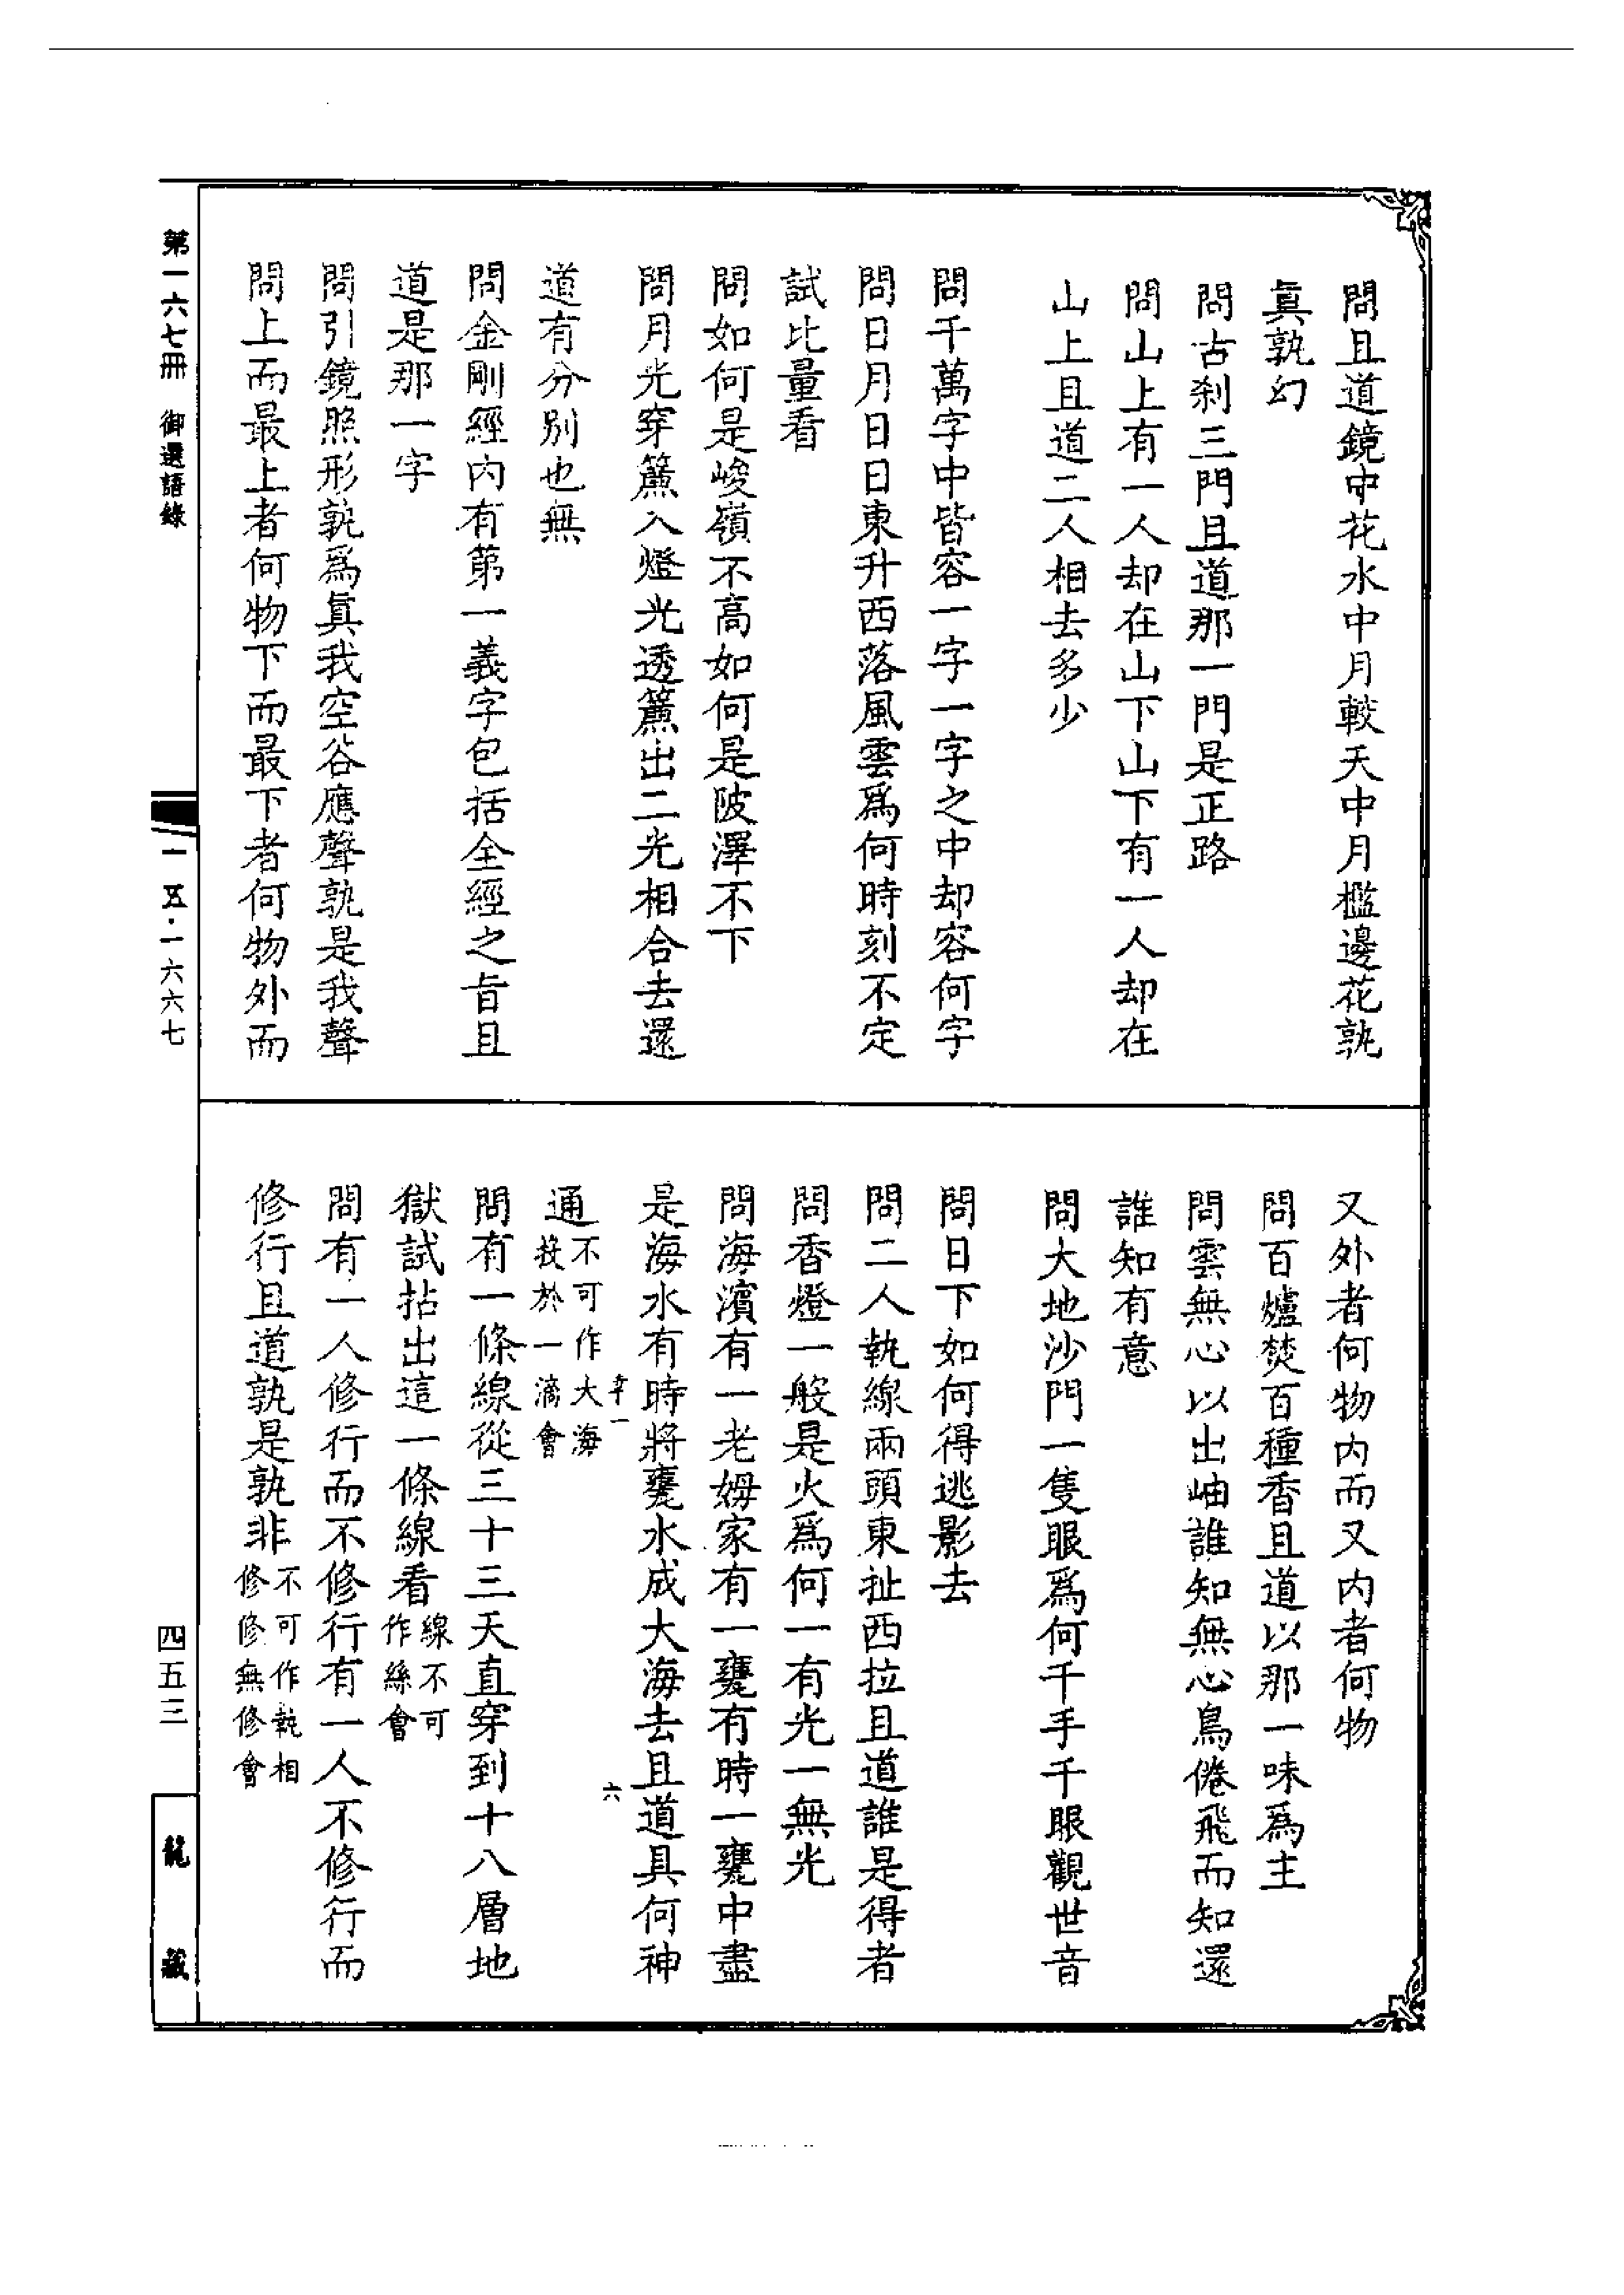 問且道鏡中花水中月較天中月檻邊花孰
眞孰幻
問古刹三門且道那一門是正路
問山上有一人却在山下山下有一人却在
山上且道二人相去多少
問千萬字中皆容一字一字之中却容何字
問日月日日東升西落風雲爲何時刻不定
試比量看
問如何是峻嶺不高如何是陂澤不下
問月光穿簾入燈光透簾出二光相合去還
道有分別也無
問金剛經內有第一義字包括全經之旨且
道是那一字
問引鏡照形孰爲眞我空谷應聲孰是我聲
問上而最上者何物下而最下者何物外而
又外者何物內而又內者何物
問百爐焚百種香且道以那一味爲主
問雲無心以出岫誰知無心鳥倦飛而知還
誰知有意
問大地沙門一隻眼爲何千手千眼觀世音
問日下如何得逃影去
問二人執線兩頭東扯西拉且道誰是得者
問香燈一般是火爲何一有光一無光
問海濱有一老姆家有一甕有時一甕中盡
是海水有時將甕水成大海去且道具何神
通不可作大海投於一滴會
問有一條線從三十三天直穿到十八層地
獄試拈出這一條線看線不可作絲會
問有一人修行而不修行有一人不修行而
修行且道孰是孰非不可作執相修修無修會
六
第一六七冊 御選語錄
一五·一六六七
四五三
龍藏